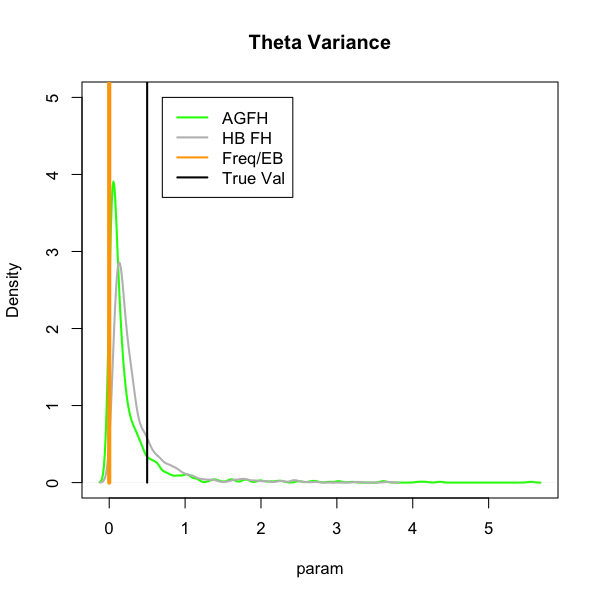 Theta Variance
AGFH
HB FH
Freq/EB
True Val
Density
0
1
2
3
4
5
0 1 2 3 4 5
param